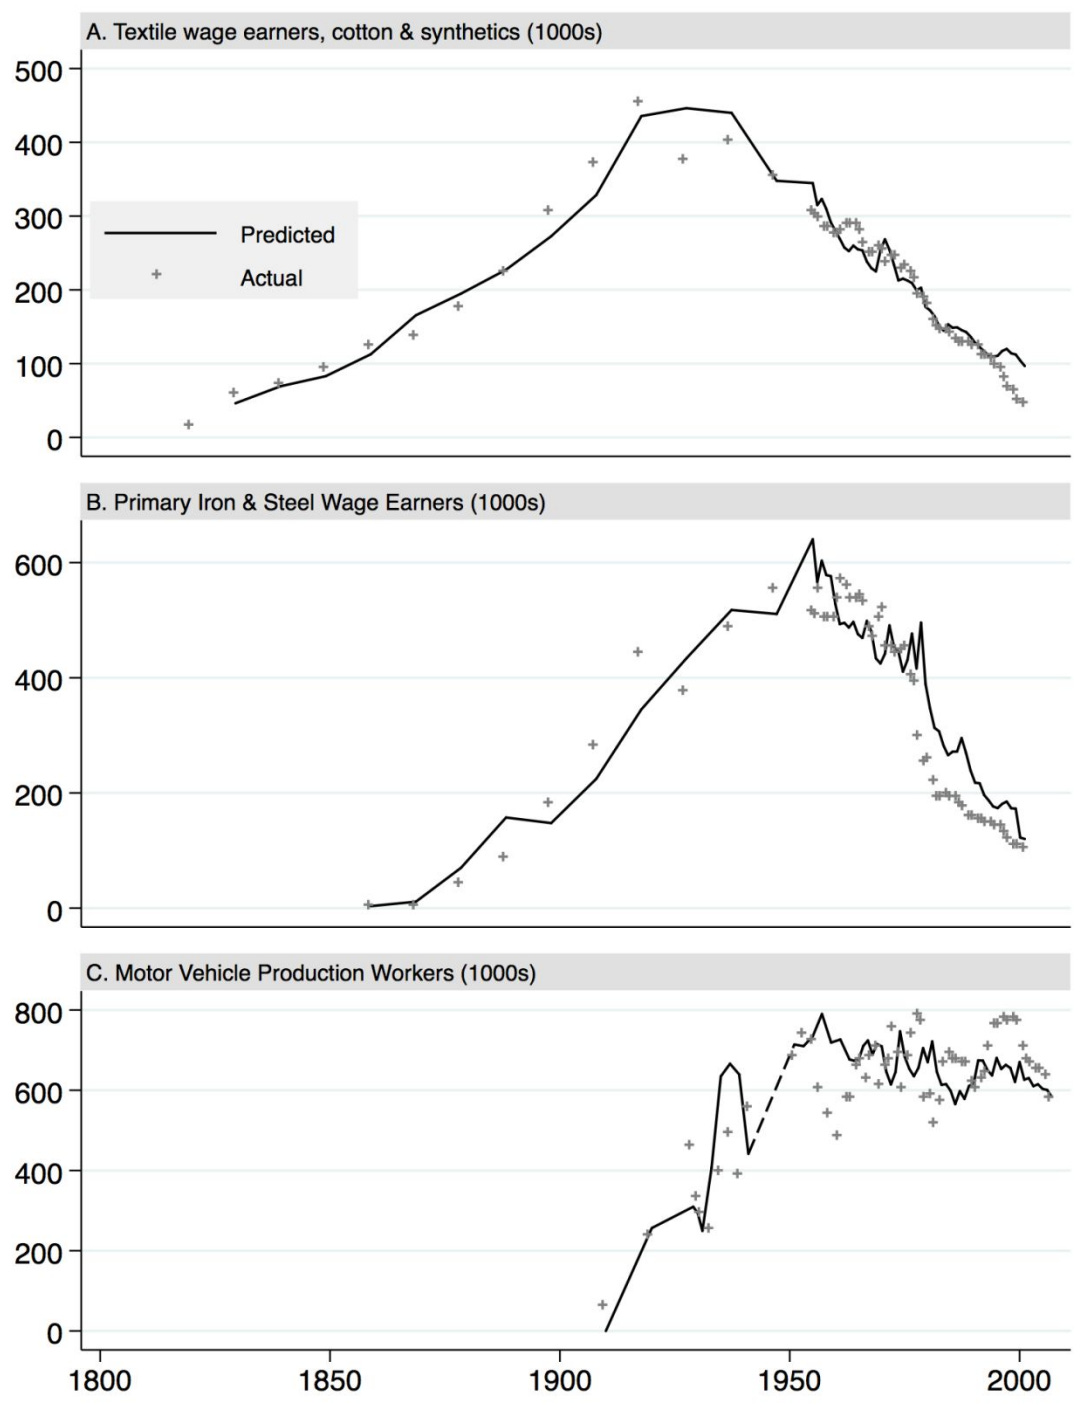 A. Textile wage earners, cotton & synthetics (1000s)
500
400
300
200
100
0
Predicted
Actual
B. Primary Iron & Steel Wage Earners (1000s)
600
400
200
0
C. Motor Vehicle Production Workers (1000s)
800
600
400
200
0
1800 1850 1900 1950 2000